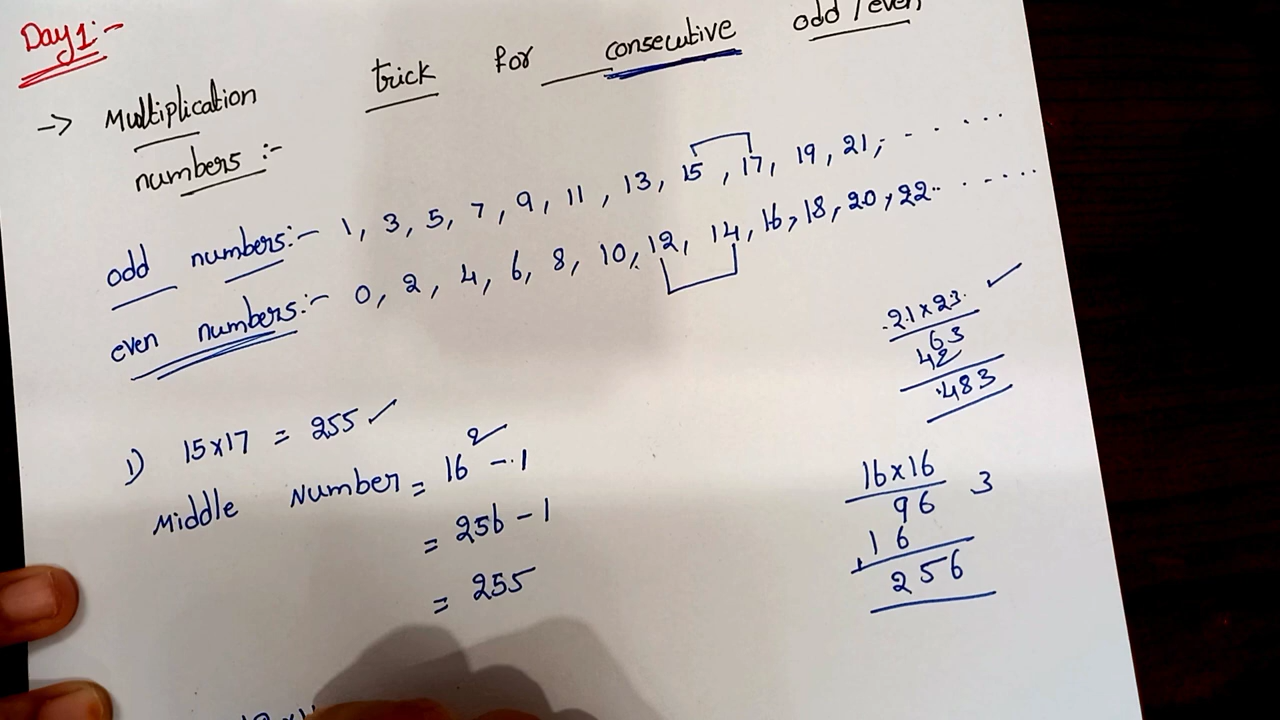 Day 1:-
-> Multiplication trick for consecutive odd / even
numbers :-
odd numbers:- 1, 3, 5, 7, 9, 11, 13, 15, 17, 19, 21, . . . . .
even numbers:- 0, 2, 4, 6, 8, 10, 12, 14, 16, 18, 20, 22 . . . . . .
21x23 ✓
63
42
483
1) 15x17 = 255 ✓
Middle Number = 16² - 1
= 256 - 1
= 255
16x16
96 3
16
256